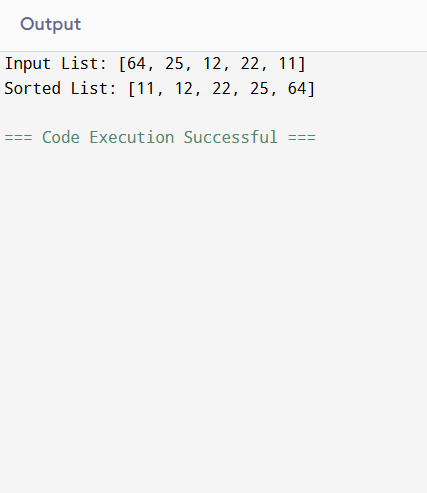 Output
Input List: [64, 25, 12, 22, 11]
Sorted List: [11, 12, 22, 25, 64]
=== Code Execution Successful ===